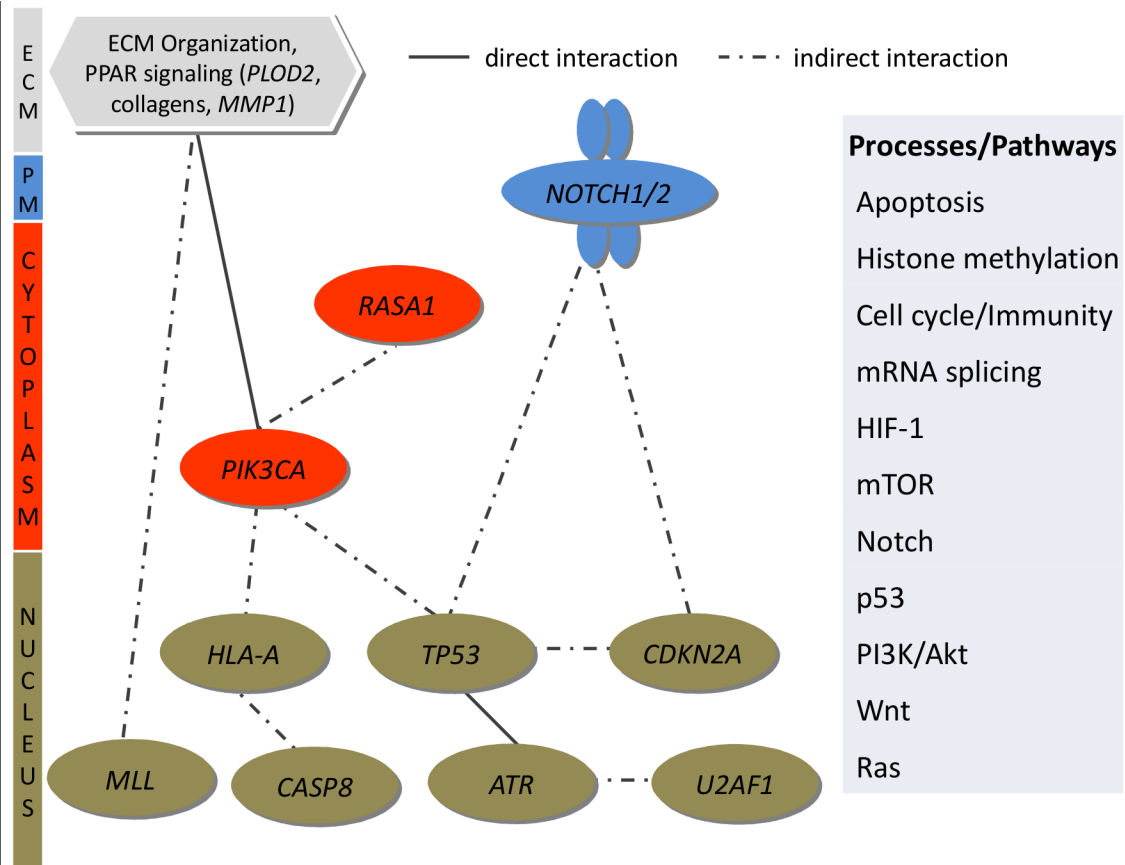 E
C
M
P
M
C
Y
T
O
P
L
A
S
M
N
U
C
L
E
U
S
ECM Organization,
PPAR signaling (PLOD2,
collagens, MMP1)
direct interaction
indirect interaction
NOTCH1/2
RASA1
PIK3CA
HLA-A
TP53
CDKN2A
MLL
CASP8
ATR
U2AF1
Processes/Pathways
Apoptosis
Histone methylation
Cell cycle/Immunity
mRNA splicing
HIF-1
mTOR
Notch
p53
PI3K/Akt
Wnt
Ras